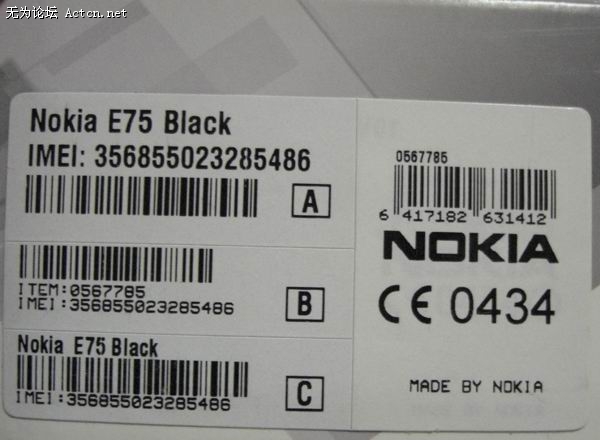 无为论坛 Actcn.net
Nokia E75 Black
IMEI: 356855023285486
A
ITEM:0567785
IMEI:356855023285486
B
Nokia E75 Black
IMEI:356855023285486
C
0567785
6 417182 631412
NOKIA
CE 0434
MADE BY NOKIA